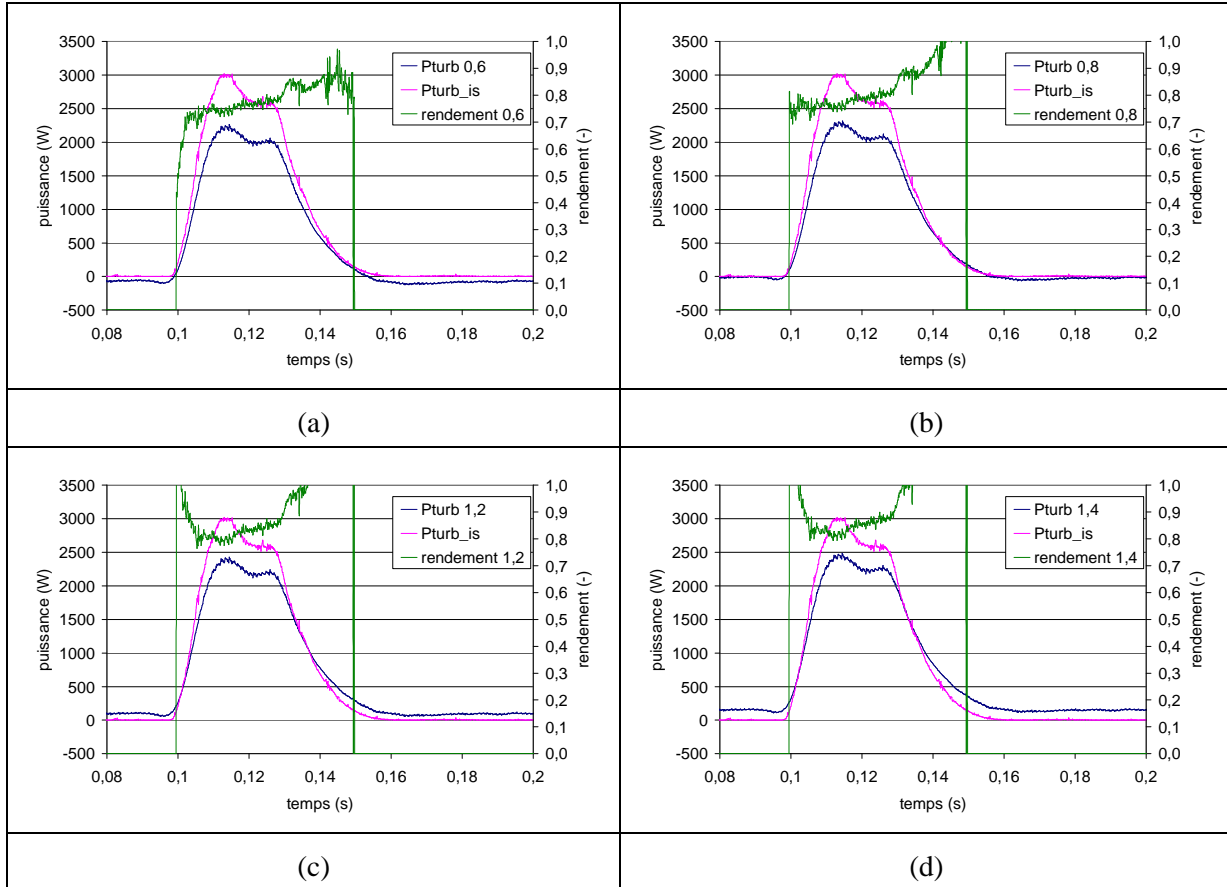 3500
3000
2500
2000
1500
1000
500
0
-500
puissance (W)
0,08 0,1 0,12 0,14 0,16 0,18 0,2
temps (s)
1,0
0,9
0,8
0,7
0,6
0,5
0,4
0,3
0,2
0,1
0,0
rendement (-)
Pturb 0,6
Pturb_is
rendement 0,6
3500
3000
2500
2000
1500
1000
500
0
-500
puissance (W)
0,08 0,1 0,12 0,14 0,16 0,18 0,2
temps (s)
1,0
0,9
0,8
0,7
0,6
0,5
0,4
0,3
0,2
0,1
0,0
rendement (-)
Pturb 0,8
Pturb_is
rendement 0,8
(a) (b)
3500
3000
2500
2000
1500
1000
500
0
-500
puissance (W)
0,08 0,1 0,12 0,14 0,16 0,18 0,2
temps (s)
1,0
0,9
0,8
0,7
0,6
0,5
0,4
0,3
0,2
0,1
0,0
rendement (-)
Pturb 1,2
Pturb_is
rendement 1,2
3500
3000
2500
2000
1500
1000
500
0
-500
puissance (W)
0,08 0,1 0,12 0,14 0,16 0,18 0,2
temps (s)
1,0
0,9
0,8
0,7
0,6
0,5
0,4
0,3
0,2
0,1
0,0
rendement (-)
Pturb 1,4
Pturb_is
rendement 1,4
(c) (d)